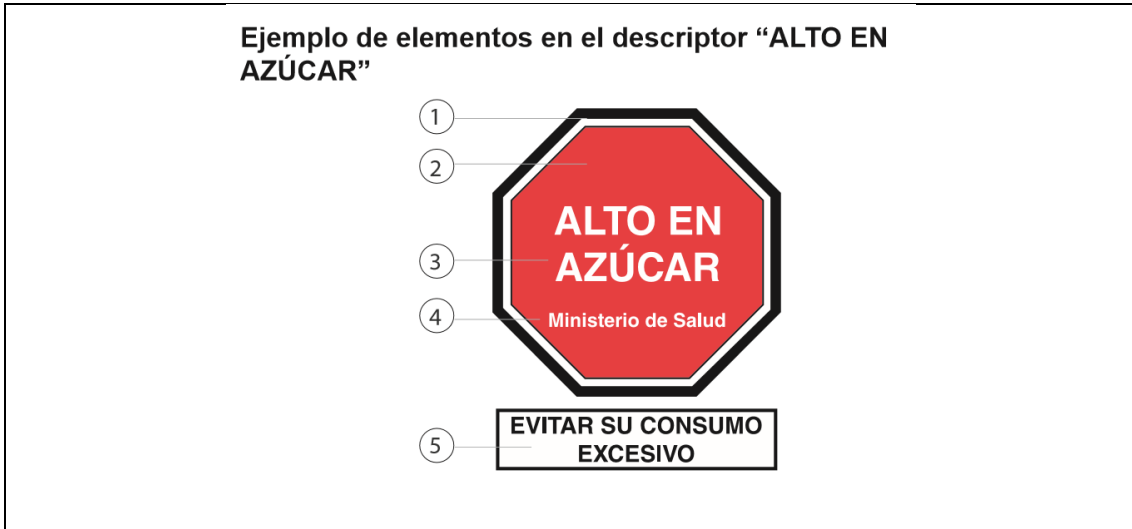 Ejemplo de elementos en el descriptor “ALTO EN
AZÚCAR”
1
2
ALTO EN
3
AZÚCAR
4
Ministerio de Salud
5
EVITAR SU CONSUMO
EXCESIVO